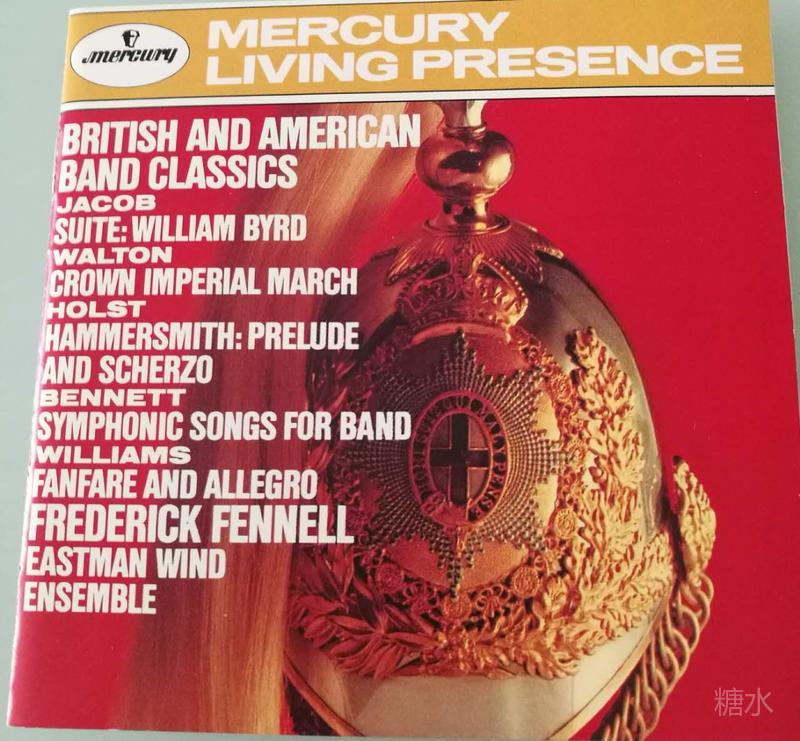 mercury
MERCURY
LIVING PRESENCE
BRITISH AND AMERICAN
BAND CLASSICS
JACOB
SUITE: WILLIAM BYRD
WALTON
CROWN IMPERIAL MARCH
HOLST
HAMMERSMITH: PRELUDE
AND SCHERZO
BENNETT
SYMPHONIC SONGS FOR BAND
WILLIAMS
FANFARE AND ALLEGRO
FREDERICK FENNELL
EASTMAN WIND
ENSEMBLE
糖水